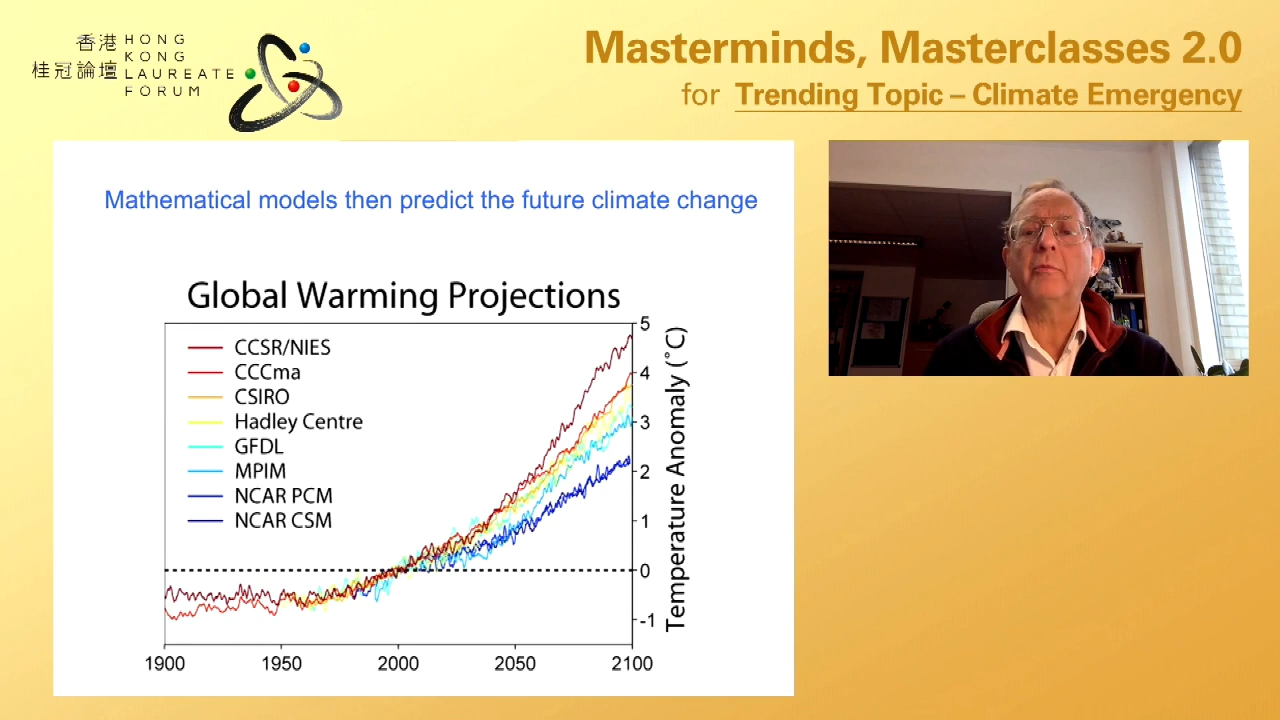 香港 HONG
KONG
桂冠論壇 LAUREATE
FORUM
Masterminds, Masterclasses 2.0
for Trending Topic – Climate Emergency
Mathematical models then predict the future climate change
Global Warming Projections
CCSR/NIES
CCCma
CSIRO
Hadley Centre
GFDL
MPIM
NCAR PCM
NCAR CSM
5
4
3
2
1
0
-1
Temperature Anomaly (˚C)
1900 1950 2000 2050 2100